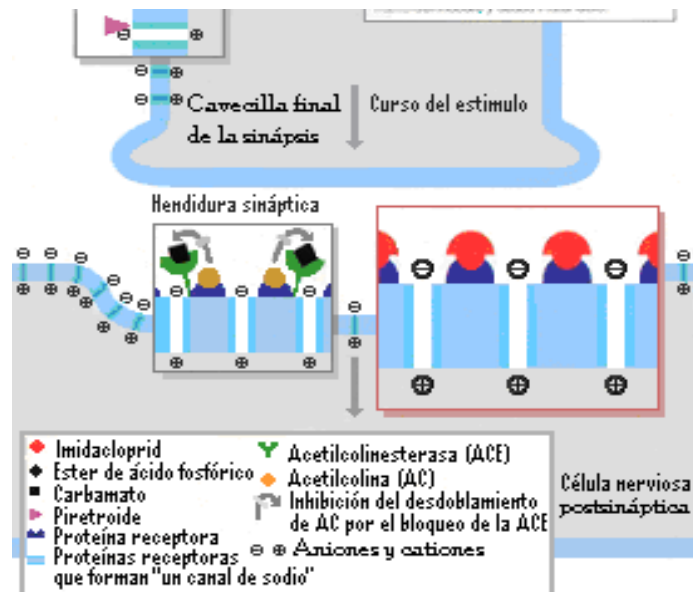 Cavecilla final
de la sinápsis
Curso del estimulo
Hendidura sináptica
Imidacloprid
Ester de ácido fosfórico
Carbamato
Piretroide
Proteína receptora
Proteínas receptoras
que forman "un canal de sodio"
Acetilcolinesterasa (ACE)
Acetilcolina (AC)
Inhibición del desdoblamiento
de AC por el bloqueo de la ACE
Aniones y cationes
Célula nerviosa
postsináptica